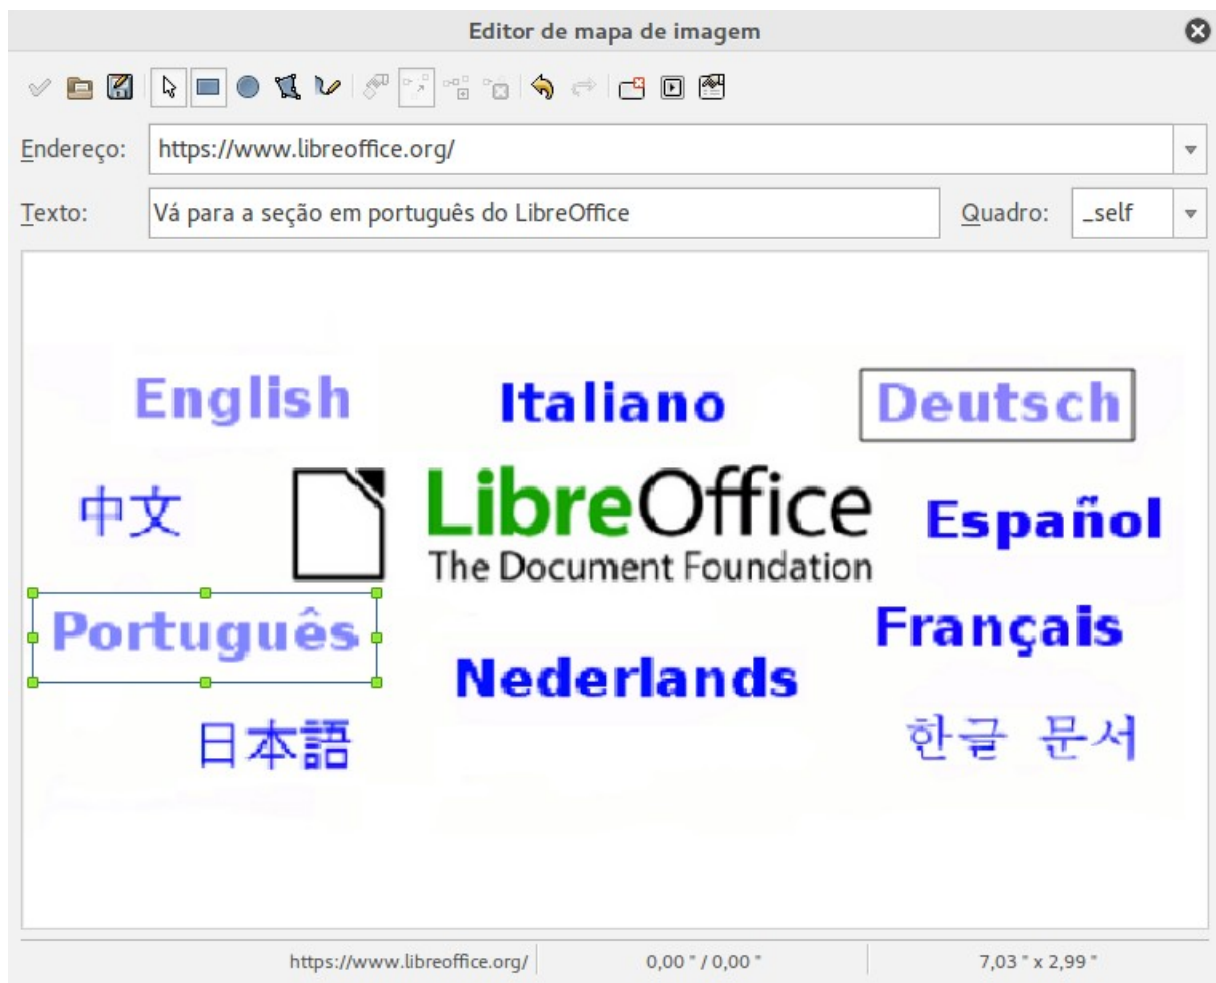 Editor de mapa de imagem
Endereço: https://www.libreoffice.org/
Texto: Vá para a seção em português do LibreOffice Quadro: _self
English Italiano Deutsch
中文 LibreOffice Español
The Document Foundation
Português Français
Nederlands
日本語 한글 문서
https://www.libreoffice.org/ 0,00 " / 0,00 " 7,03 " x 2,99 "